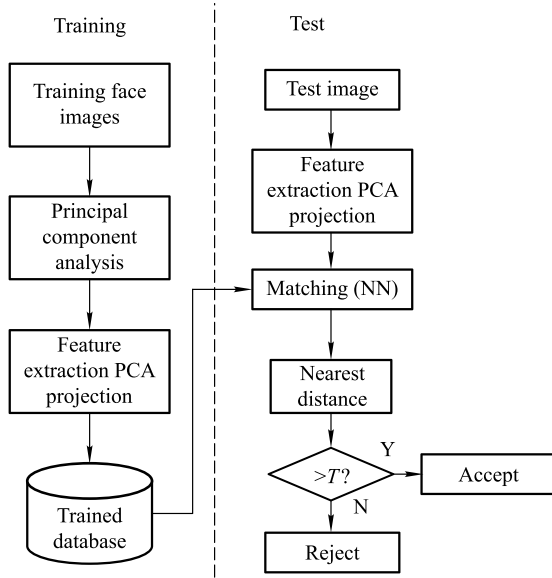 Training
Training face
images
Principal
component
analysis
Feature
extraction PCA
projection
Trained
database
Test
Test image
Feature
extraction PCA
projection
Matching (NN)
Nearest
distance
>T?
Y
Accept
N
Reject